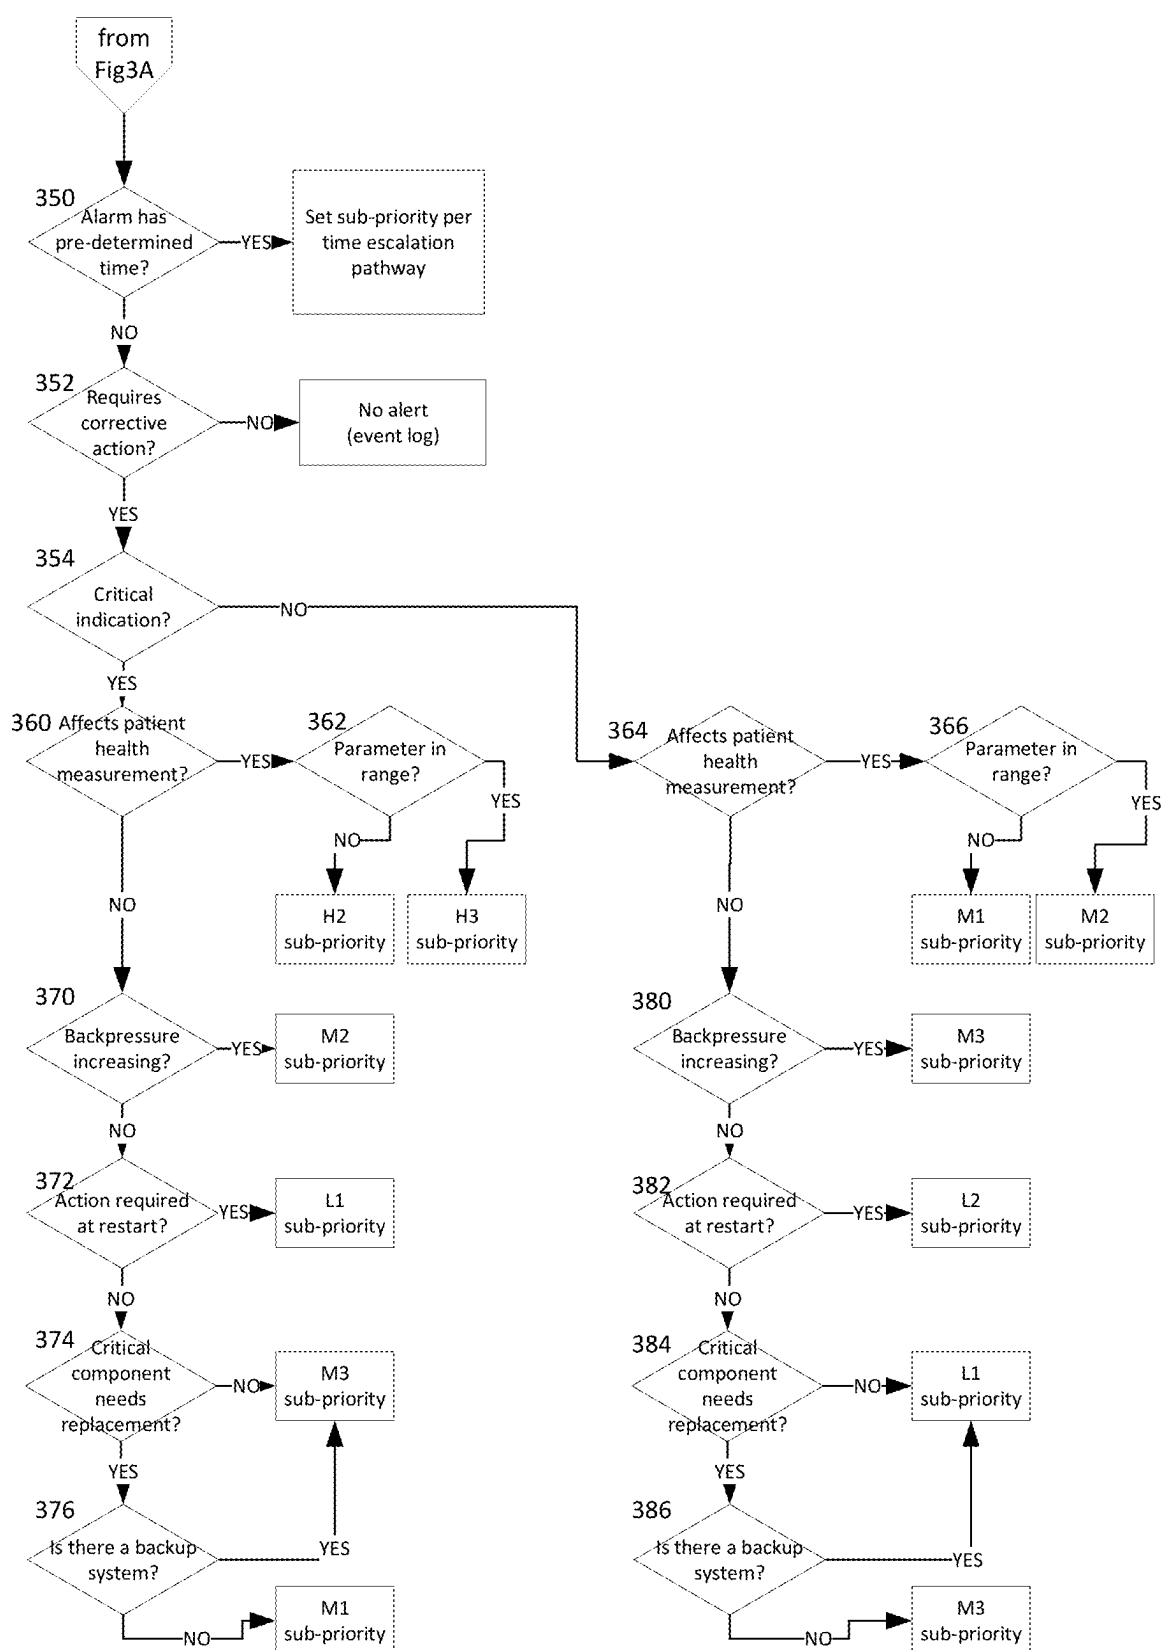 from
Fig3A
350
Alarm has
pre-determined
time?
YES
Set sub-priority per
time escalation
pathway
NO
352
Requires
corrective
action?
NO
No alert
(event log)
YES
354
Critical
indication?
NO
YES
360
Affects patient
health
measurement?
YES
362
Parameter in
range?
YES
NO
H2
sub-priority
H3
sub-priority
364
Affects patient
health
measurement?
YES
366
Parameter in
range?
YES
NO
M1
sub-priority
M2
sub-priority
NO
NO
370
Backpressure
increasing?
YES
M2
sub-priority
380
Backpressure
increasing?
YES
M3
sub-priority
NO
NO
372
Action required
at restart?
YES
L1
sub-priority
382
Action required
at restart?
YES
L2
sub-priority
NO
NO
374
Critical
component
needs
replacement?
NO
M3
sub-priority
384
Critical
component
needs
replacement?
NO
L1
sub-priority
YES
YES
376
Is there a backup
system?
YES
386
Is there a backup
system?
YES
NO
M1
sub-priority
NO
M3
sub-priority